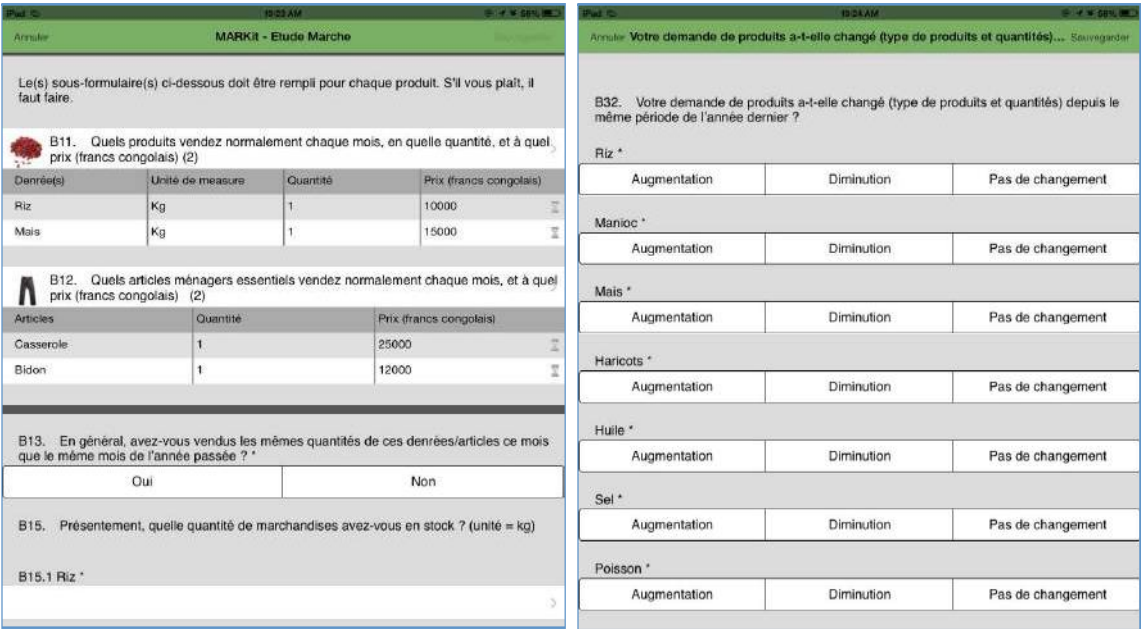 iPad
10:23 AM
58%
Annuler
MARKit - Etude Marche
Sauvegarder
Le(s) sous-formulaire(s) ci-dessous doit être rempli pour chaque produit. S'il vous plaît, il
faut faire.
B11. Quels produits vendez normalement chaque mois, en quelle quantité, et à quel
prix (francs congolais) (2)
Denrée(s) Unité de measure Quantité Prix (francs congolais)
Riz Kg 1 10000
Mais Kg 1 15000
B12. Quels articles ménagers essentiels vendez normalement chaque mois, et à quel
prix (francs congolais) (2)
Articles Quantité Prix (francs congolais)
Casserole 1 25000
Bidon 1 12000
B13. En général, avez-vous vendus les mêmes quantités de ces denrées/articles ce mois
que le même mois de l'année passée ? *
Oui Non
B15. Présentement, quelle quantité de marchandises avez-vous en stock ? (unité = kg)
B15.1 Riz *
iPad
10:24 AM
58%
Annuler Votre demande de produits a-t-elle changé (type de produits et quantités)... Sauvegarder
B32. Votre demande de produits a-t-elle changé (type de produits et quantités) depuis le
même période de l'année dernier ?
Riz *
Augmentation Diminution Pas de changement
Manioc *
Augmentation Diminution Pas de changement
Mais *
Augmentation Diminution Pas de changement
Haricots *
Augmentation Diminution Pas de changement
Huile *
Augmentation Diminution Pas de changement
Sel *
Augmentation Diminution Pas de changement
Poisson *
Augmentation Diminution Pas de changement